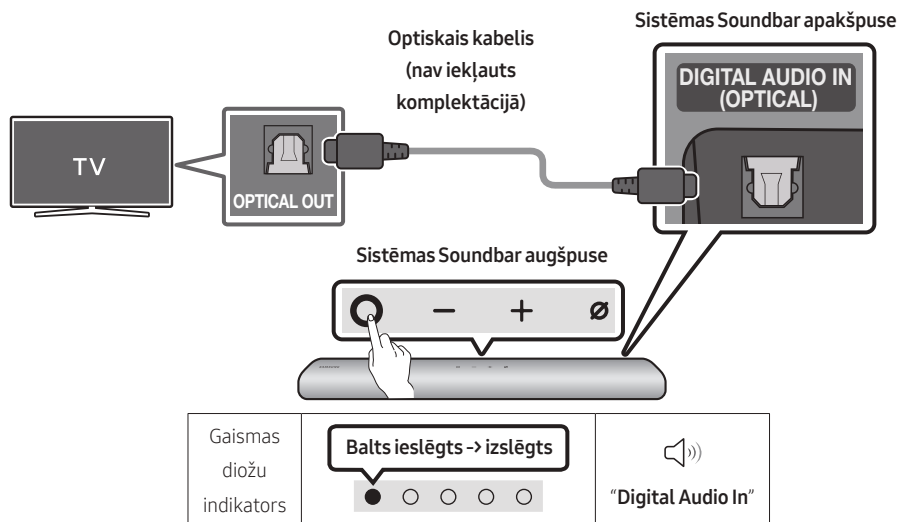 Sistēmas Soundbar apakšpuse
Optiskais kabelis
(nav iekļauts
komplektācijā)
DIGITAL AUDIO IN
(OPTICAL)
TV
OPTICAL OUT
Sistēmas Soundbar augšpuse
Gaismas
diožu
indikators
Balts ieslēgts -> izslēgts
"Digital Audio In"